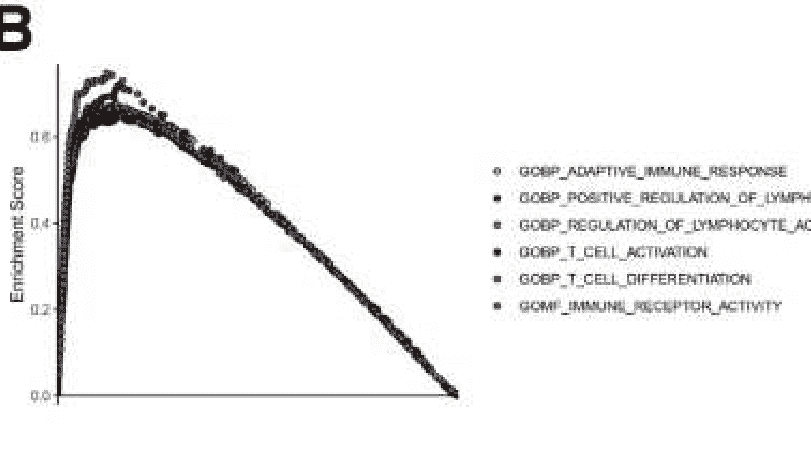 B
Enrichment Score
0.6
0.4
0.2
0.0
GOBP_ADAPTIVE_IMMUNE_RESPONSE
GOBP_POSITIVE_REGULATION_OF_LYMPH
GOBP_REGULATION_OF_LYMPHOCYTE_AC
GOBP_T_CELL_ACTIVATION
GOBP_T_CELL_DIFFERENTIATION
GOMF_IMMUNE_RECEPTOR_ACTIVITY